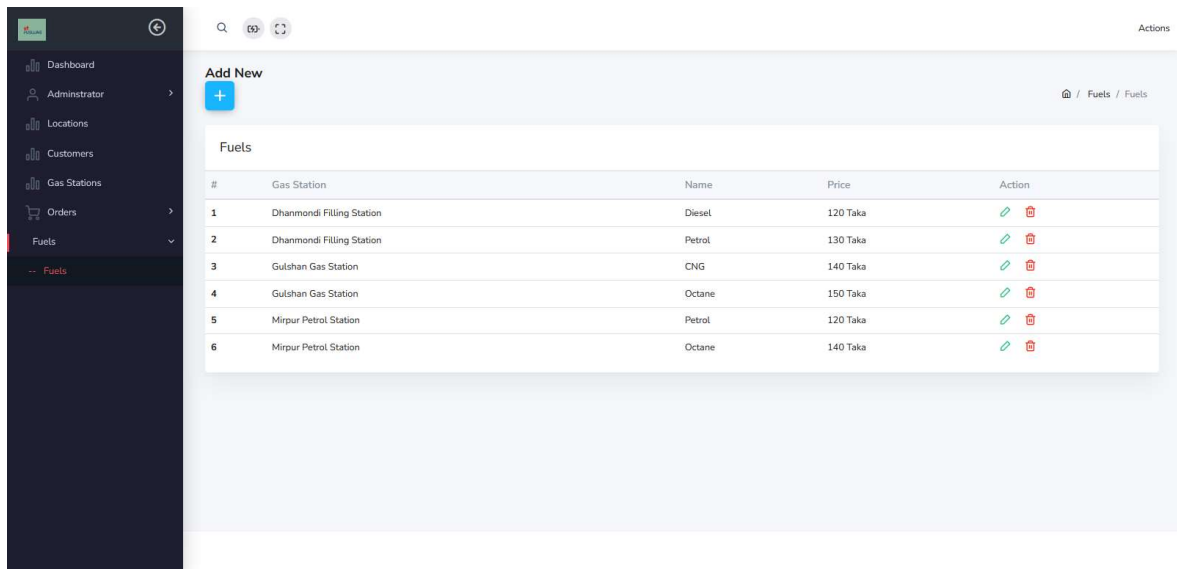 Actions
Dashboard
Adminstrator
Locations
Customers
Gas Stations
Orders
Fuels
-- Fuels
Add New
+
/ Fuels / Fuels
Fuels
# Gas Station Name Price Action
1 Dhanmondi Filling Station Diesel 120 Taka
2 Dhanmondi Filling Station Petrol 130 Taka
3 Gulshan Gas Station CNG 140 Taka
4 Gulshan Gas Station Octane 150 Taka
5 Mirpur Petrol Station Petrol 120 Taka
6 Mirpur Petrol Station Octane 140 Taka